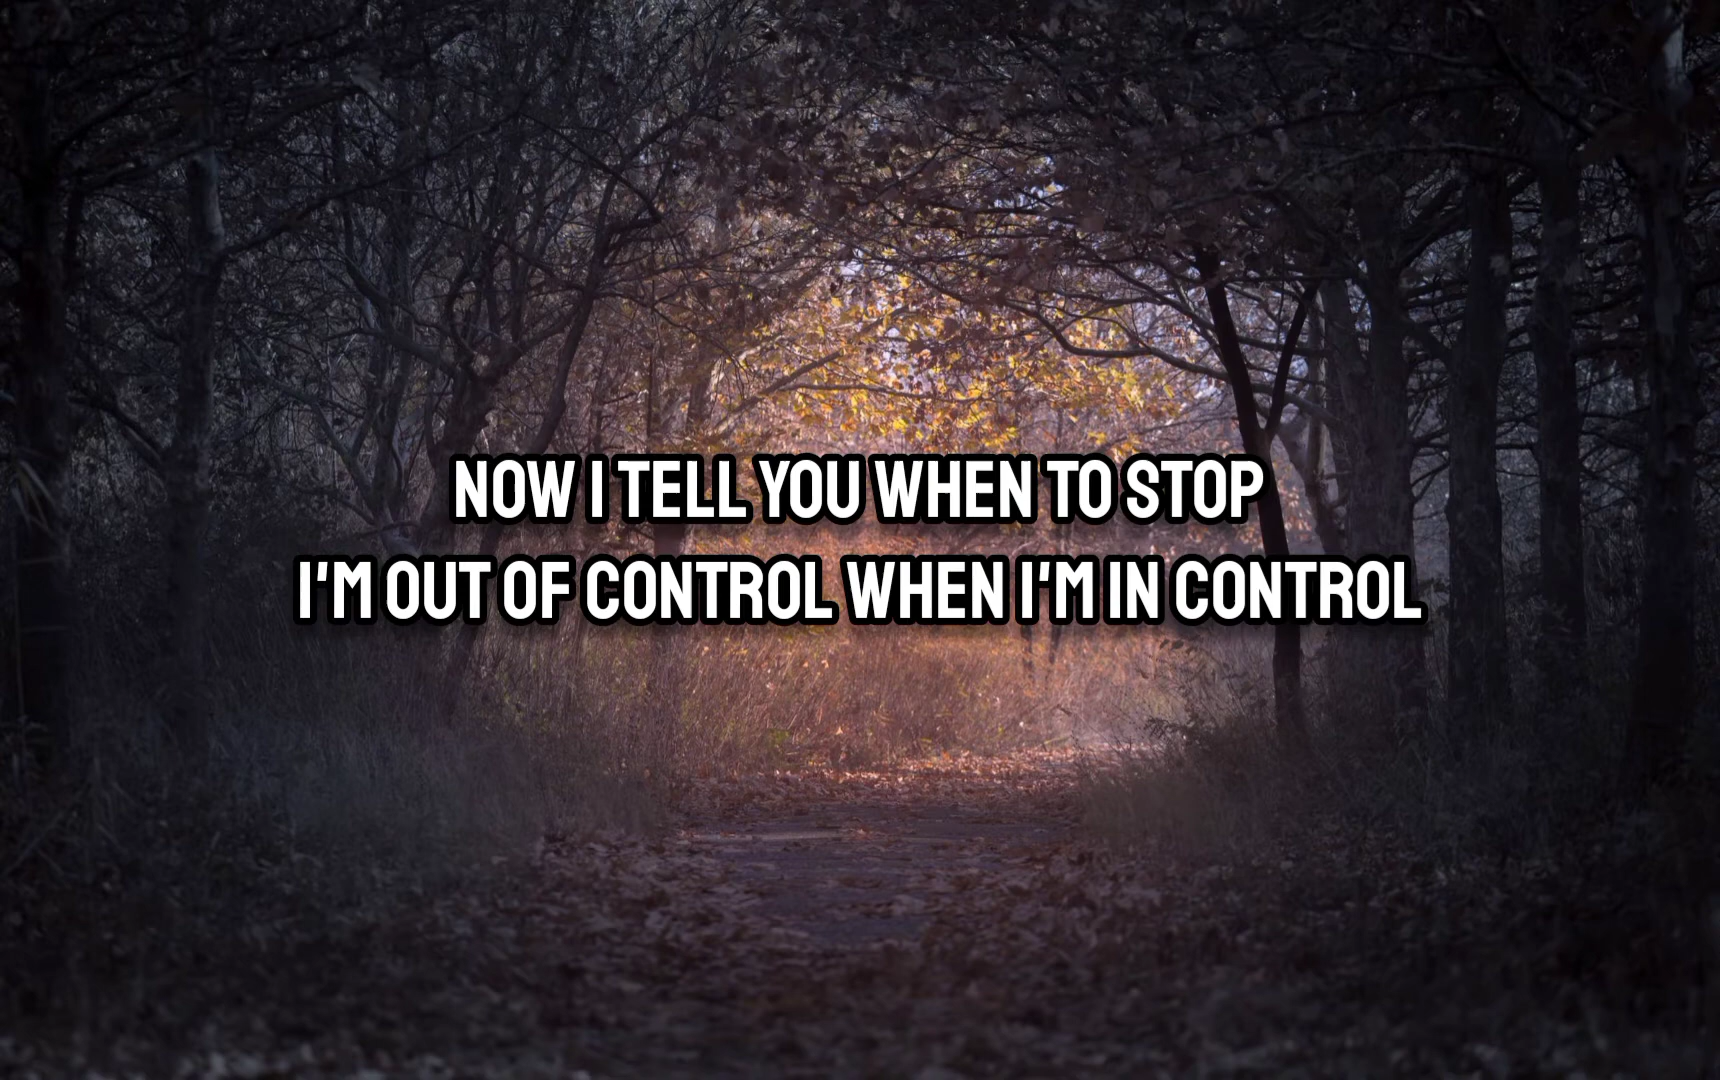 NOW I TELL YOU WHEN TO STOP
I'M OUT OF CONTROL WHEN I'M IN CONTROL